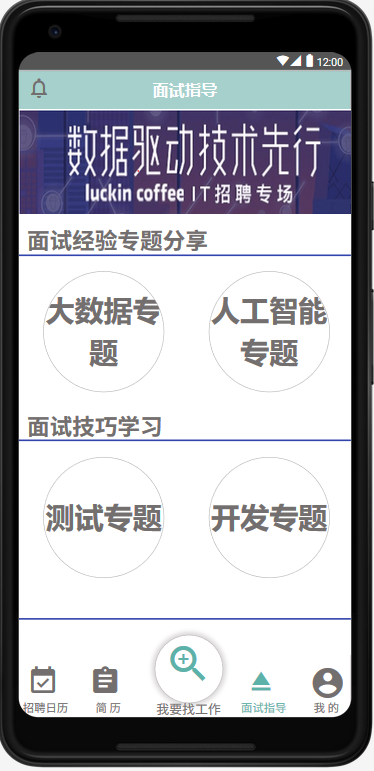 12:00
面试指导
数据驱动技术先行
luckin coffee IT招聘专场
面试经验专题分享
大数据专
题
人工智能
专题
面试技巧学习
测试专题
开发专题
招聘日历
简 历
我要找工作
面试指导
我 的